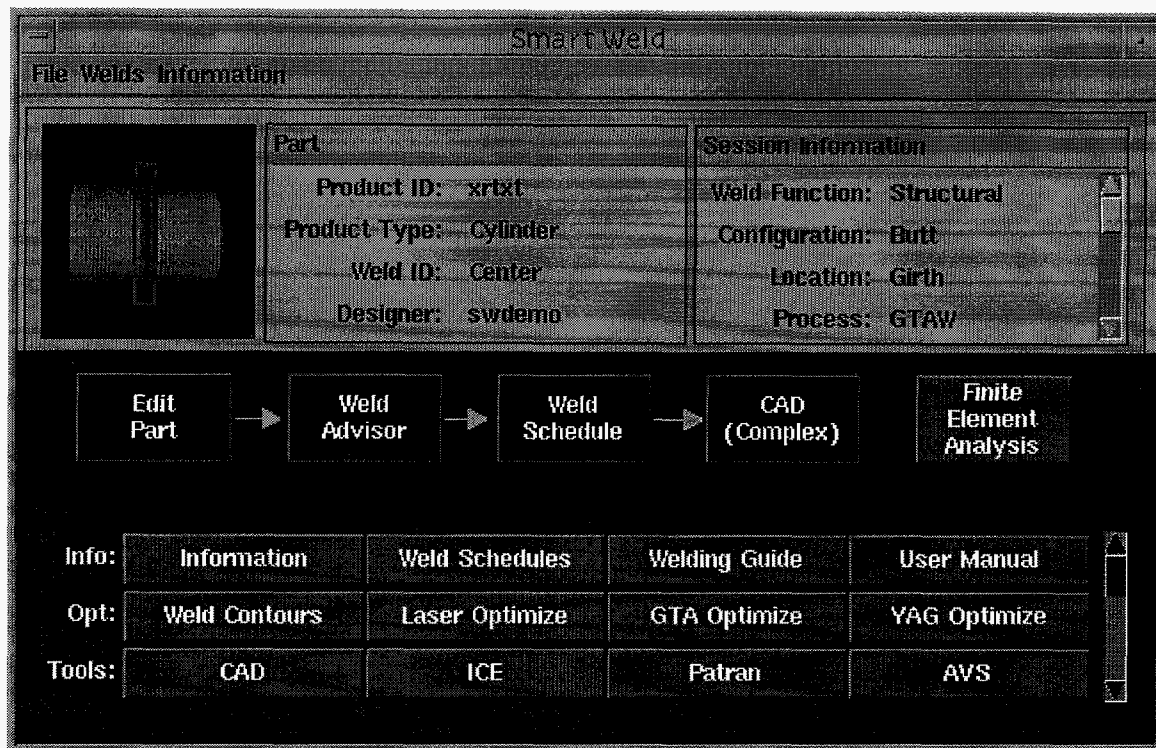 Smart Weld
File Welds Information
Part
Product ID: xrtxt
Product Type: Cylinder
Weld ID: Center
Designer: swdemo
Session Information
Weld Function: Structural
Configuration: Butt
Location: Girth
Process: GTAW
Edit
Part
Weld
Advisor
Weld
Schedule
CAD
(Complex)
Finite
Element
Analysis
Info: Information Weld Schedules Welding Guide User Manual
Opt: Weld Contours Laser Optimize GTA Optimize YAG Optimize
Tools: CAD ICE Patran AVS